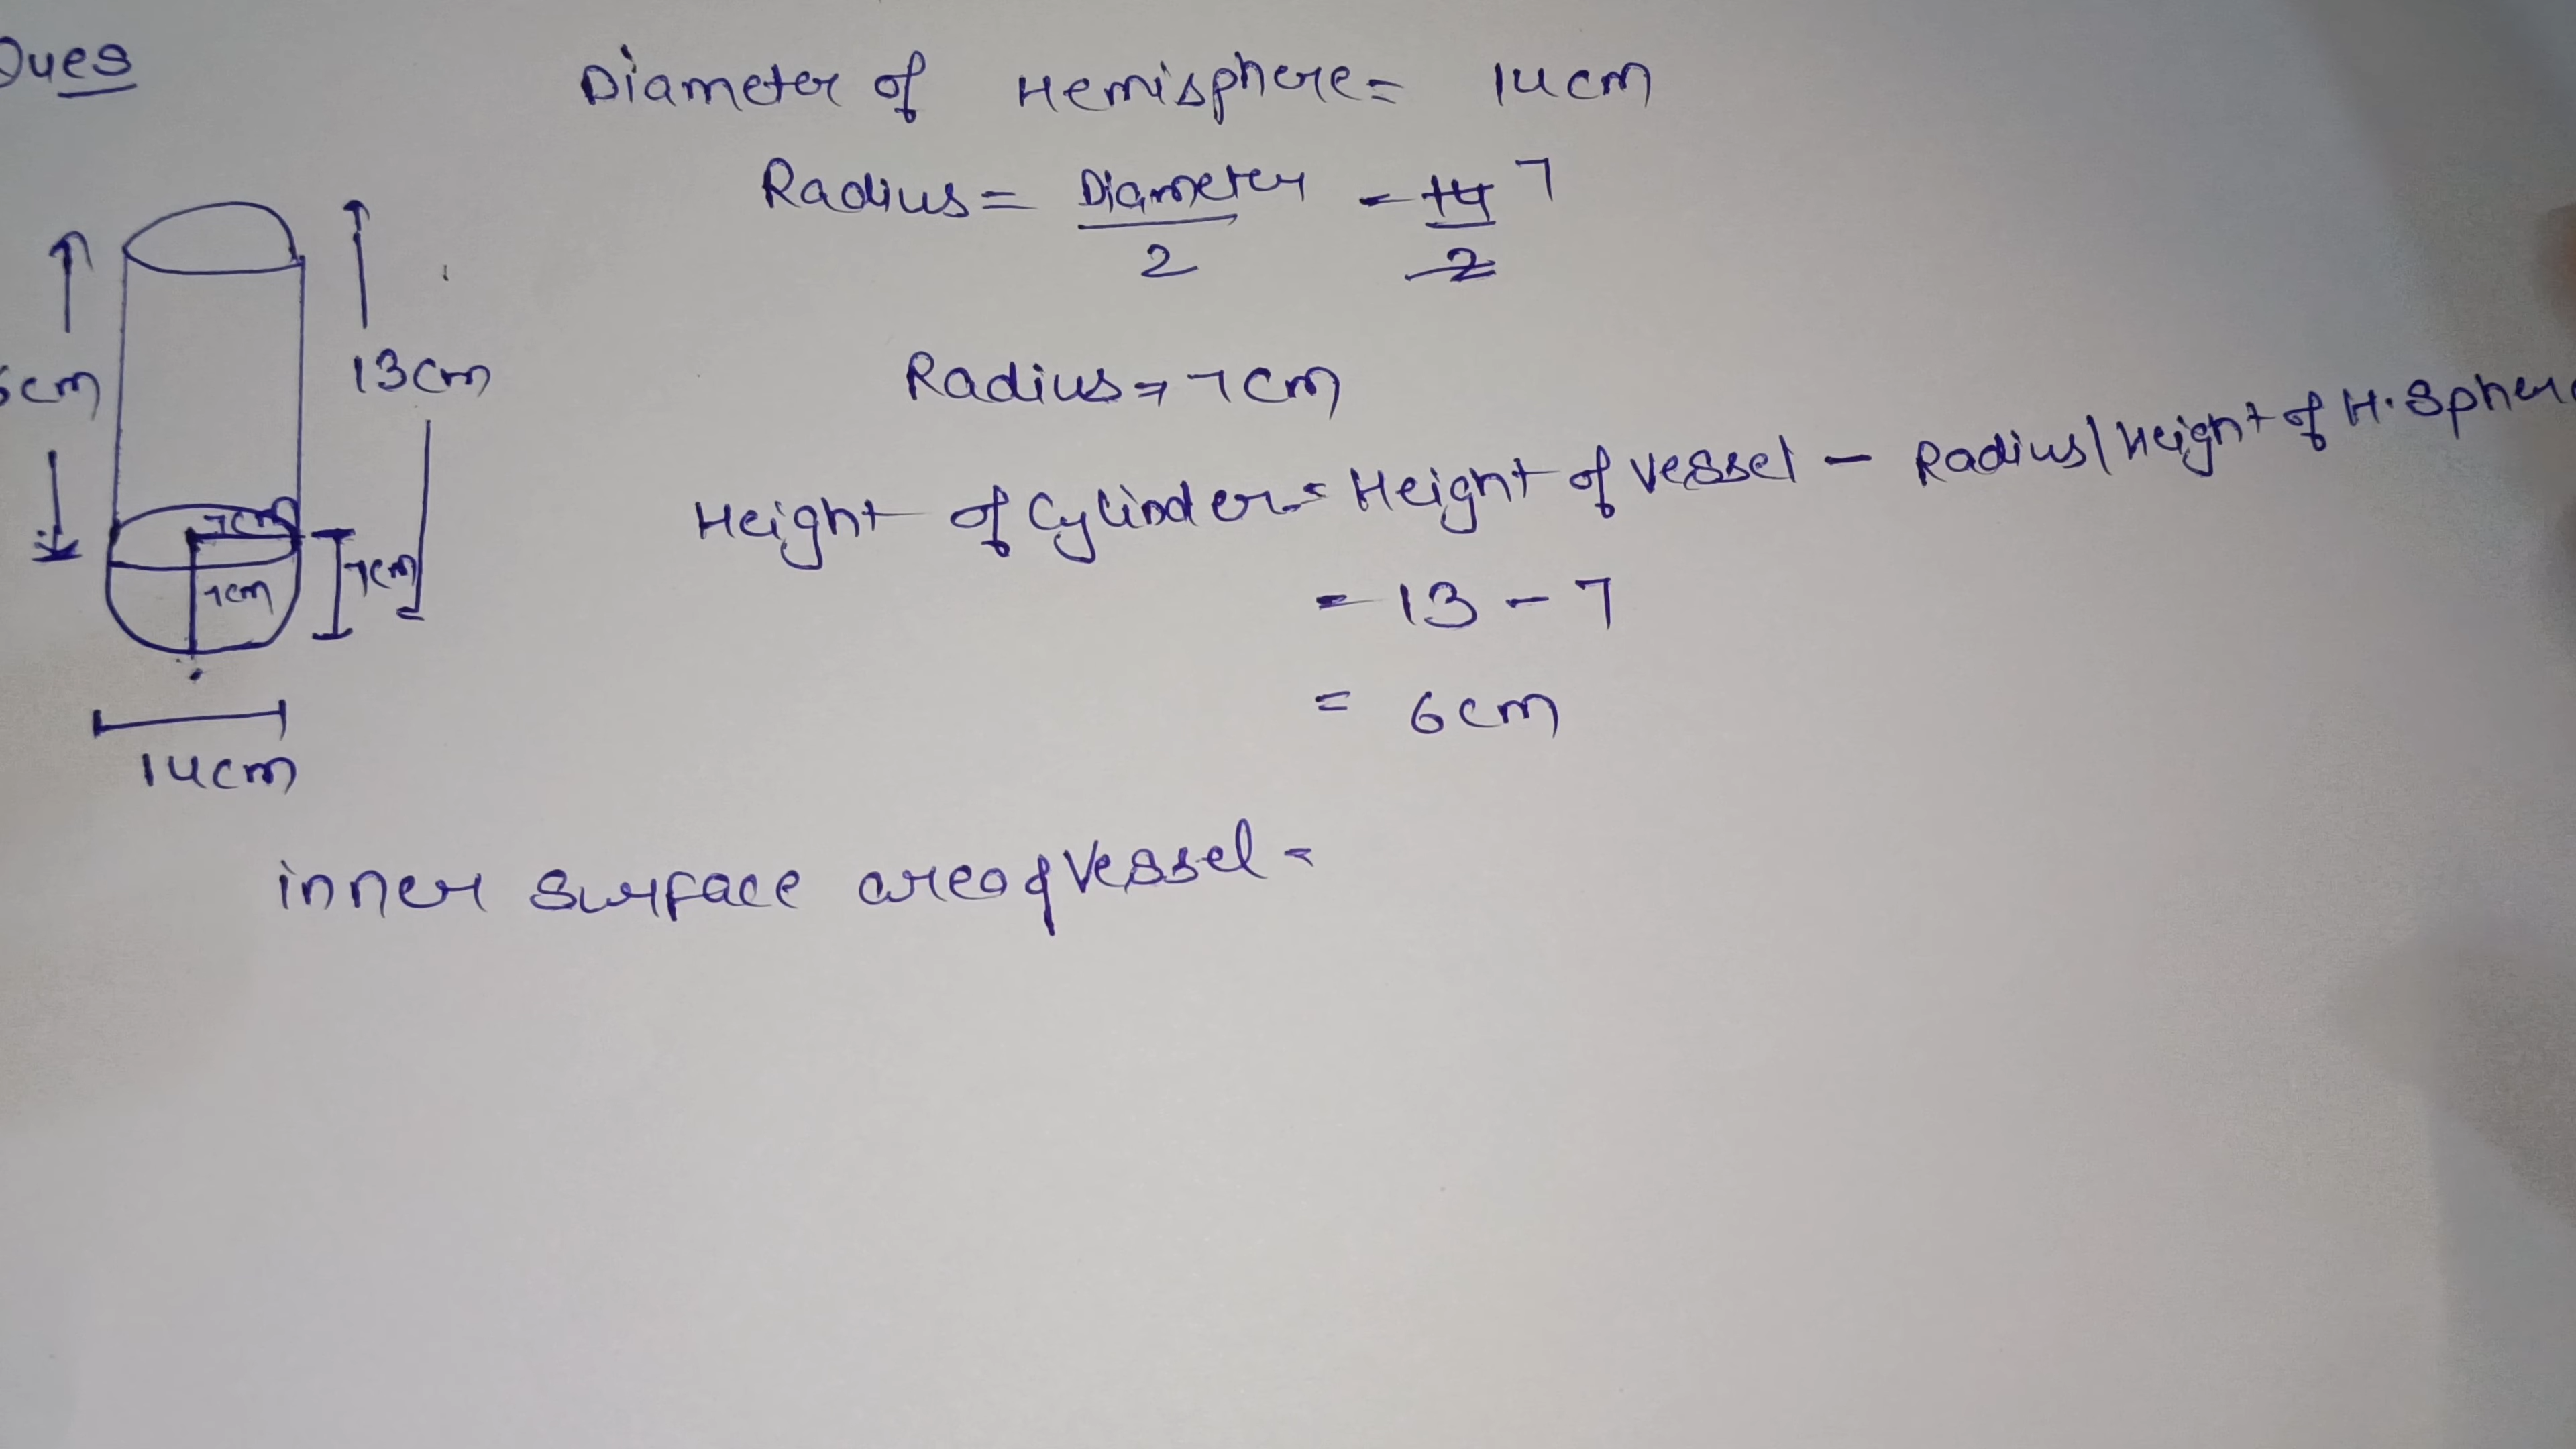 Ques
Diameter of Hemisphere = 14cm
Radius = Diameter/2 = 14/2 7
Radius = 7cm
Height of Cylinder = Height of vessel - Radius/Height of H.Sphere
= 13 - 7
= 6cm
6cm
13cm
7cm
7cm
7cm
14cm
inner surface area of Vessel =